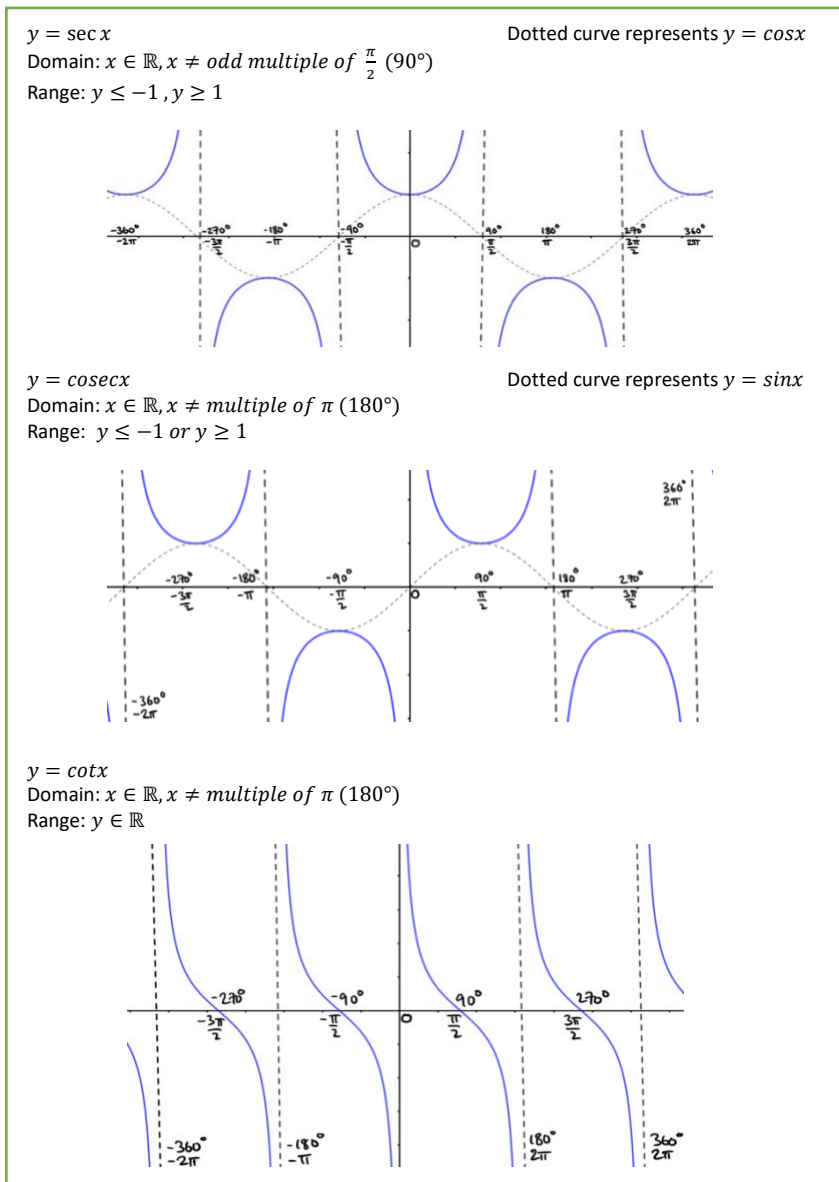 y = sec x Dotted curve represents y = cosx
Domain: x ∈ ℝ, x ≠ odd multiple of π/2 (90°)
Range: y ≤ −1 , y ≥ 1
-360° -270° -180° -90° 90° 180° 270° 360°
-2π -3π/2 -π -π/2 O π/2 π 3π/2 2π
y = cosecx Dotted curve represents y = sinx
Domain: x ∈ ℝ, x ≠ multiple of π (180°)
Range: y ≤ −1 or y ≥ 1
360°
2π
-270° -180° -90° 90° 180° 270°
-3π/2 -π -π/2 O π/2 π 3π/2
-360°
-2π
y = cotx
Domain: x ∈ ℝ, x ≠ multiple of π (180°)
Range: y ∈ ℝ
-270° -90° 90° 270°
-3π/2 -π/2 O π/2 3π/2
-360° -180° 180° 360°
-2π -π 2π 2π